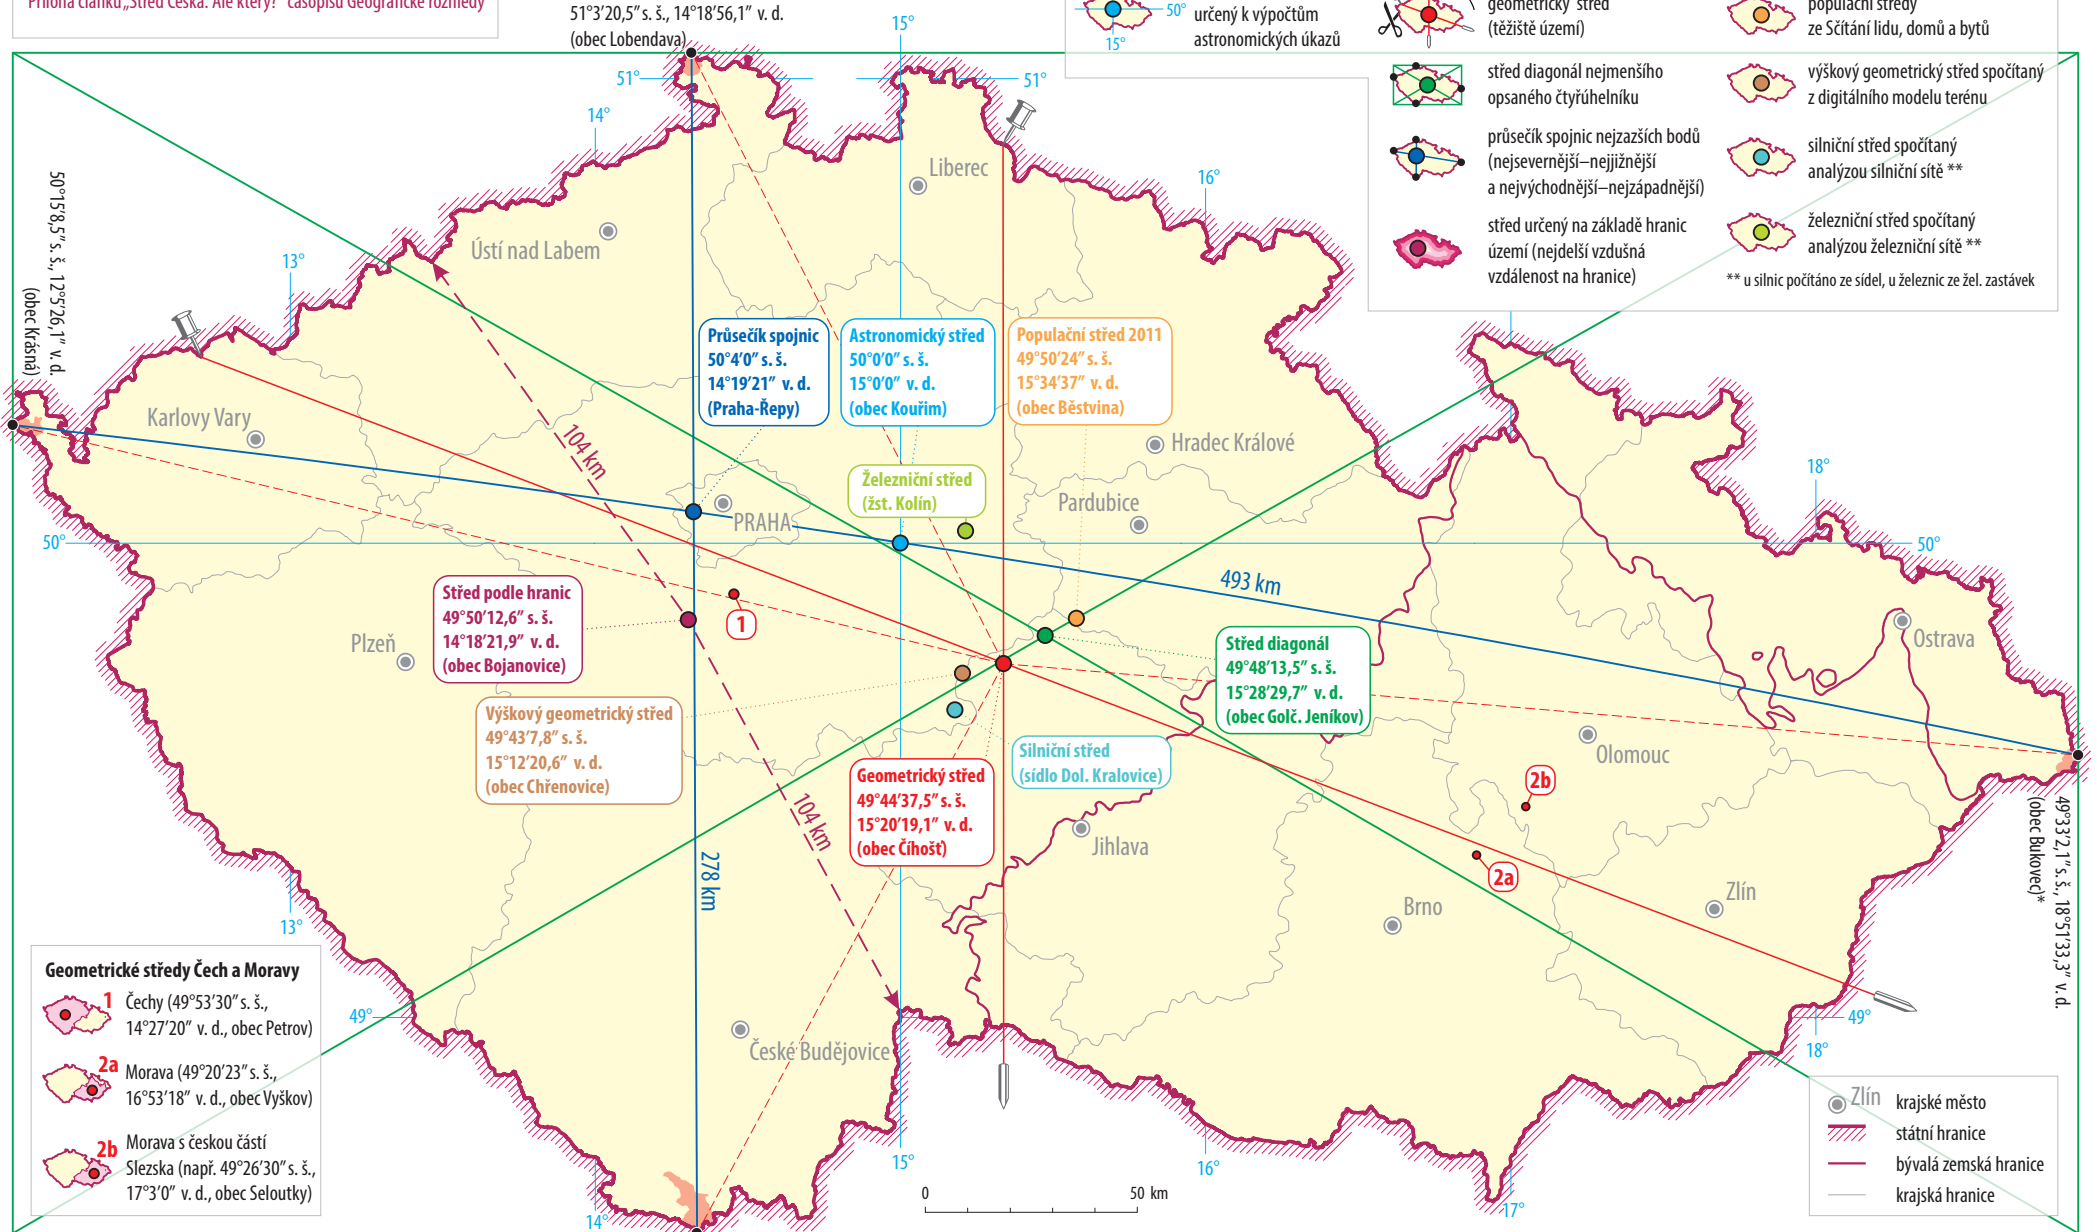 Příloha článku „Střed Česka. Ale který?“ časopisu Geografické rozhledy
51°3′20,5″ s. š., 14°18′56,1″ v. d.
(obec Lobendava)
50°
15°
určený k výpočtům
astronomických úkazů
geometrický střed
(těžiště území)
populační středy
ze Sčítání lidu, domů a bytů
střed diagonál nejmenšího
opsaného čtyřúhelníku
výškový geometrický střed spočítaný
z digitálního modelu terénu
průsečík spojnic nejzazších bodů
(nejsevernější–nejjižnější
a nejvýchodnější–nejzápadnější)
silniční střed spočítaný
analýzou silniční sítě **
střed určený na základě hranic
území (nejdelší vzdušná
vzdálenost na hranice)
železniční střed spočítaný
analýzou železniční sítě **
** u silnic počítáno ze sídel, u železnic ze žel. zastávek
15°
51°
51°
14°
16°
13°
18°
50°15′8,5″ s. š., 12°5′26,1″ v. d.
(obec Krásná)
Liberec
Ústí nad Labem
Karlovy Vary
Průsečík spojnic
50°4′0″ s. š.
14°19′21″ v. d.
(Praha-Řepy)
Astronomický střed
50°0′0″ s. š.
15°0′0″ v. d.
(obec Kouřim)
Populační střed 2011
49°50′24″ s. š.
15°34′37″ v. d.
(obec Běstvina)
104 km
Hradec Králové
Železniční střed
(žst. Kolín)
Pardubice
PRAHA
50°
50°
493 km
Střed podle hranic
49°50′12,6″ s. š.
14°18′21,9″ v. d.
(obec Bojanovice)
1
Plzeň
Ostrava
Střed diagonál
49°48′13,5″ s. š.
15°28′29,7″ v. d.
(obec Golč. Jeníkov)
Výškový geometrický střed
49°43′7,8″ s. š.
15°12′20,6″ v. d.
(obec Chřenovice)
Silniční střed
(sídlo Dol. Kralovice)
Geometrický střed
49°44′37,5″ s. š.
15°20′19,1″ v. d.
(obec Číhošť)
Olomouc
2b
104 km
278 km
Jihlava
2a
Brno
Zlín
49°33′2,1″ s. š., 18°51′33,3″ v. d.
(obec Bukovec)*
13°
49°
49°
18°
České Budějovice
Geometrické středy Čech a Moravy
1
Čechy (49°53′30″ s. š.,
14°27′20″ v. d., obec Petrov)
2a
Morava (49°20′23″ s. š.,
16°53′18″ v. d., obec Vyškov)
2b
Morava s českou částí
Slezska (např. 49°26′30″ s. š.,
17°3′0″ v. d., obec Seloutky)
14°
15°
16°
17°
0
50 km
Zlín
krajské město
státní hranice
bývalá zemská hranice
krajská hranice